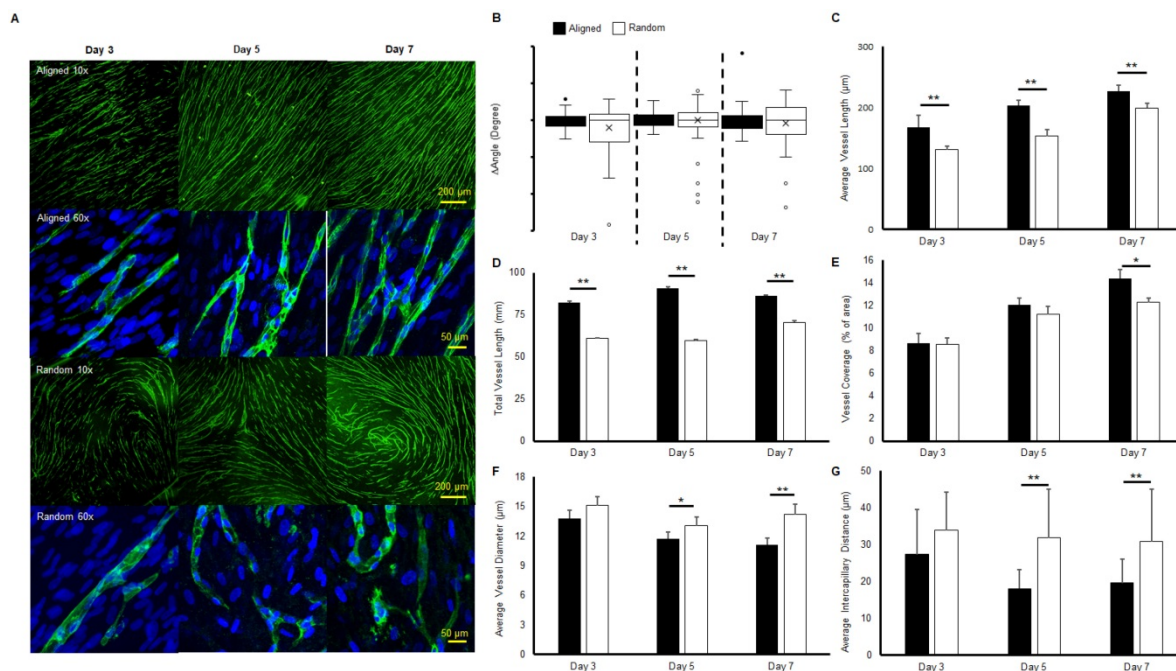 A
Day 3 Day 5 Day 7
Aligned 10x
200 µm
Aligned 60x
50 µm
Random 10x
200 µm
Random 60x
50 µm
B
Aligned Random
ΔAngle (Degree)
Day 3 Day 5 Day 7
C
Average Vessel Length (µm)
300
200
100
0
** ** **
Day 3 Day 5 Day 7
D
Total Vessel Length (mm)
100
75
50
25
0
** ** **
Day 3 Day 5 Day 7
E
Vessel Coverage
(% of area)
16
14
12
10
8
6
4
2
0
*
Day 3 Day 5 Day 7
F
Average Vessel Diameter (µm)
18
15
12
9
6
3
0
* **
Day 3 Day 5 Day 7
G
Average Intercapillary Distance (µm)
50
40
30
20
10
0
** **
Day 3 Day 5 Day 7